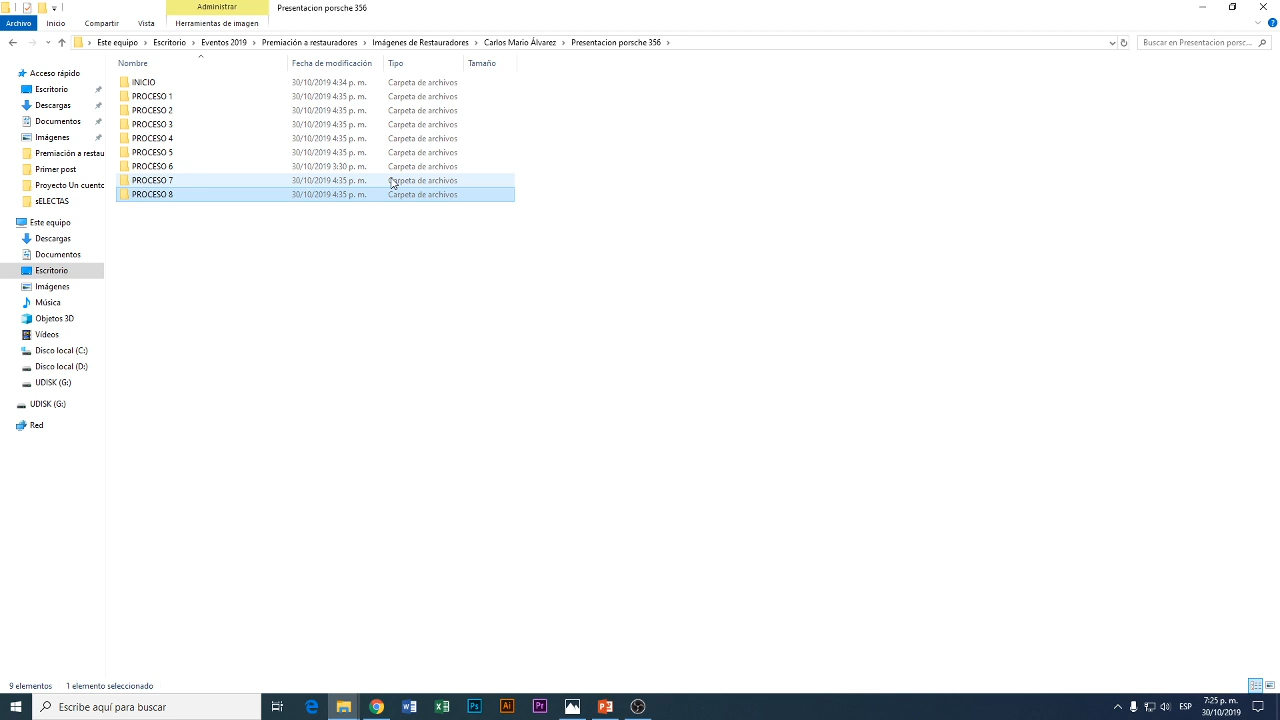 Administrar
Presentacion porsche 356
Archivo
Inicio
Compartir
Vista
Herramientas de imagen
Este equipo
Escritorio
Eventos 2019
Premiación a restauradores
Imágenes de Restauradores
Carlos Mario Álvarez
Presentacion porsche 356
Buscar en Presentacion porsc...
Nombre
Fecha de modificación
Tipo
Tamaño
INICIO 30/10/2019 4:34 p. m. Carpeta de archivos
PROCESO 1 30/10/2019 4:35 p. m. Carpeta de archivos
PROCESO 2 30/10/2019 4:35 p. m. Carpeta de archivos
PROCESO 3 30/10/2019 4:35 p. m. Carpeta de archivos
PROCESO 4 30/10/2019 4:35 p. m. Carpeta de archivos
PROCESO 5 30/10/2019 4:35 p. m. Carpeta de archivos
PROCESO 6 30/10/2019 3:30 p. m. Carpeta de archivos
PROCESO 7 30/10/2019 4:35 p. m. Carpeta de archivos
PROCESO 8 30/10/2019 4:35 p. m. Carpeta de archivos
Acceso rápido
Escritorio
Descargas
Documentos
Imágenes
Premiación a restau
Primer post
Proyecto Un cuento
sELECTAS
Este equipo
Descargas
Documentos
Escritorio
Imágenes
Música
Objetos 3D
Vídeos
Disco local (C:)
Disco local (D:)
UDISK (G:)
UDISK (G:)
Red
9 elementos
1 elemento seleccionado
Escribe aquí para buscar
Ps
Ai
Pr
ESP
7:25 p. m.
30/10/2019